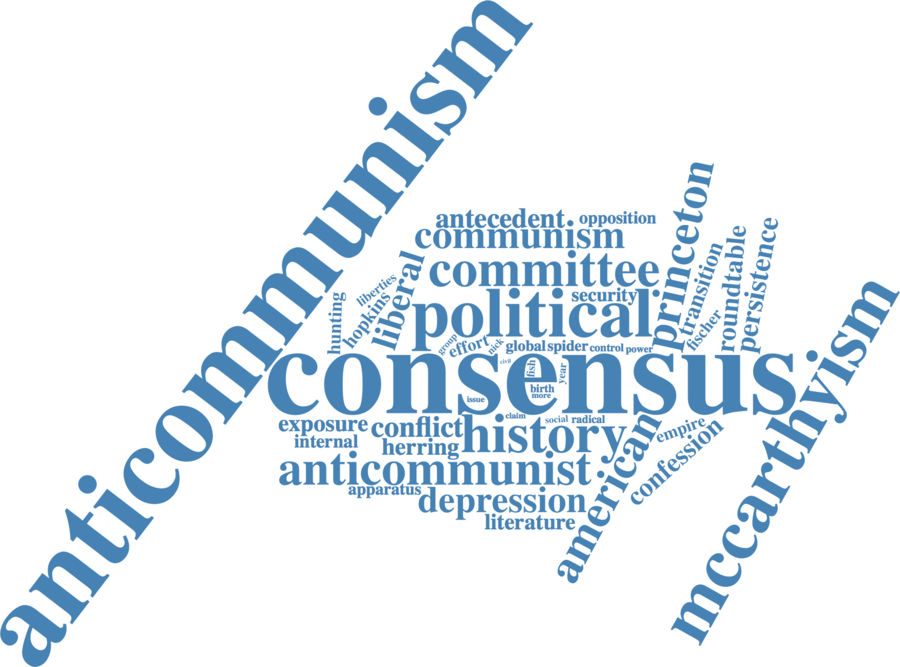 anticommunism
antecedent
opposition
communism
princeton
committee
liberal
liberties
hopkins
hunting
security
political
transition
fischer
roundtable
persistence
group
effort
nick
global
spider
control
power
civil
consensus
fish
year
birth
more
issue
claim
social
radical
mccarthyism
exposure
conflict
history
internal
herring
american
empire
confession
anticommunist
apparatus
depression
literature